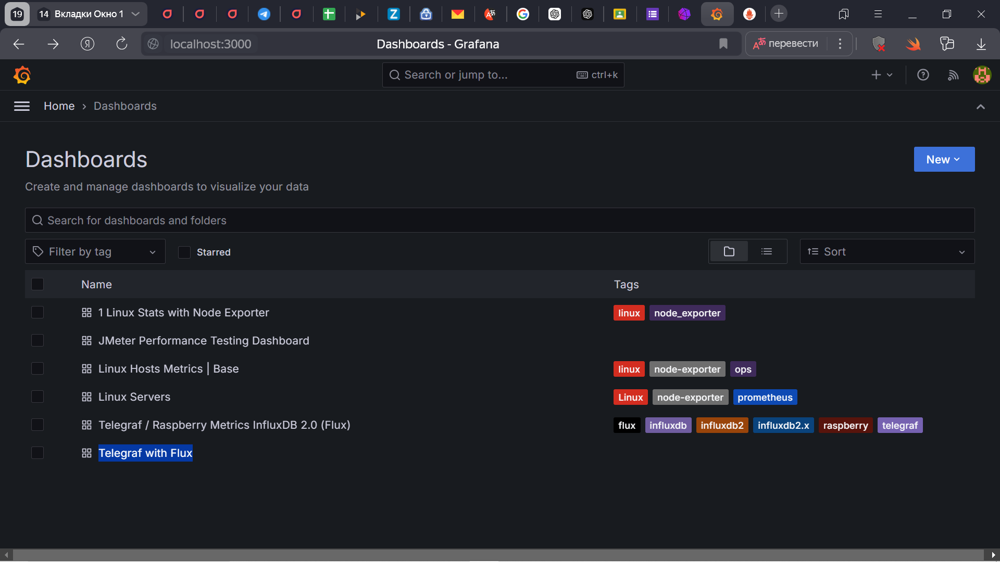 19
14 Вкладки Окно 1
localhost:3000
Dashboards - Grafana
перевести
Search or jump to...
ctrl+k
Home › Dashboards
Dashboards
New
Create and manage dashboards to visualize your data
Search for dashboards and folders
Filter by tag
Starred
Sort
Name
Tags
1 Linux Stats with Node Exporter
linux node_exporter
JMeter Performance Testing Dashboard
Linux Hosts Metrics | Base
linux node-exporter ops
Linux Servers
Linux node-exporter prometheus
Telegraf / Raspberry Metrics InfluxDB 2.0 (Flux)
flux influxdb influxdb2 influxdb2.x raspberry telegraf
Telegraf with Flux